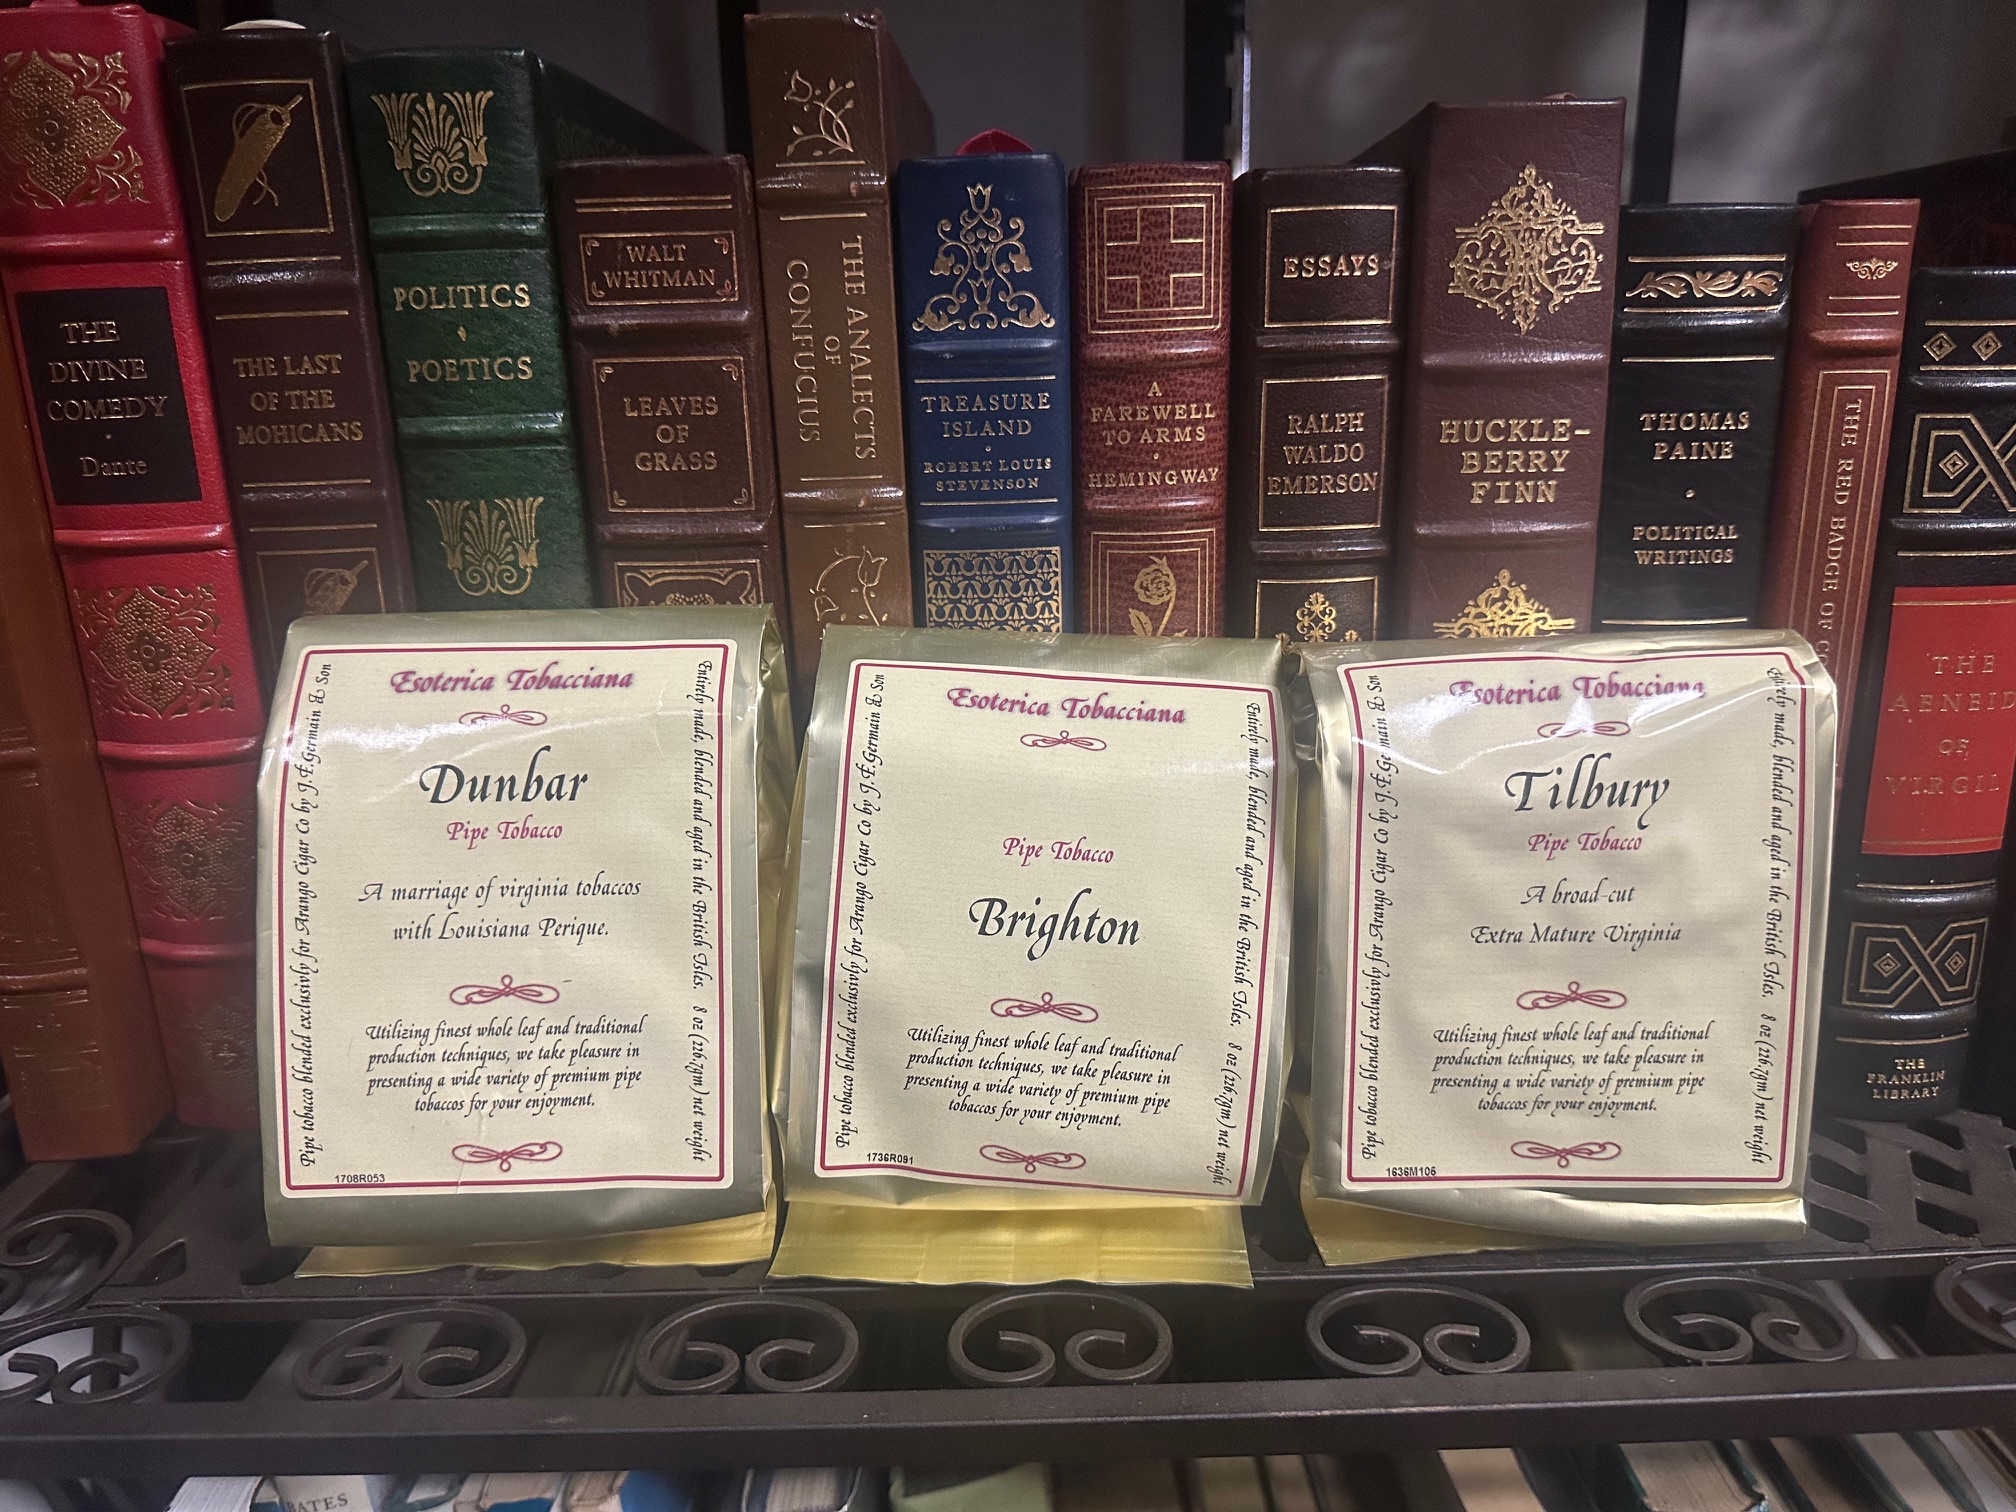 THE
DIVINE
COMEDY
Dante
THE LAST
OF THE
MOHICANS
POLITICS
POETICS
WALT
WHITMAN
LEAVES
OF
GRASS
THE ANALECTS
OF
CONFUCIUS
TREASURE
ISLAND
ROBERT LOUIS
STEVENSON
A
FAREWELL
TO ARMS
HEMINGWAY
ESSAYS
RALPH
WALDO
EMERSON
HUCKLE-
BERRY
FINN
THOMAS
PAINE
POLITICAL
WRITINGS
THE RED BADGE OF
THE
AENEID
OF
VIRGIL
THE
FRANKLIN
LIBRARY
Esoterica Tobacciana
Dunbar
Pipe Tobacco
A marriage of virginia tobaccos
with Louisiana Perique.
Utilizing finest whole leaf and traditional
production techniques, we take pleasure in
presenting a wide variety of premium pipe
tobaccos for your enjoyment.
1708R053
Pipe tobacco blended exclusivly for Arango Cigar Co by J.F.Germain & Son
Entirely made, blended and aged in the British Isles. 8 oz (226.7gm) net weight
Esoterica Tobacciana
Pipe Tobacco
Brighton
Utilizing finest whole leaf and traditional
production techniques, we take pleasure in
presenting a wide variety of premium pipe
tobaccos for your enjoyment.
1736R091
Pipe tobacco blended exclusivly for Arango Cigar Co by J.F.Germain & Son
Entirely made, blended and aged in the British Isles. 8 oz (226.7gm) net weight
Esoterica Tobacciana
Tilbury
Pipe Tobacco
A broad-cut
Extra Mature Virginia
Utilizing finest whole leaf and traditional
production techniques, we take pleasure in
presenting a wide variety of premium pipe
tobaccos for your enjoyment.
1636M106
Pipe tobacco blended exclusivly for Arango Cigar Co by J.F.Germain & Son
Entirely made, blended and aged in the British Isles. 8 oz (226.7gm) net weight
BATES